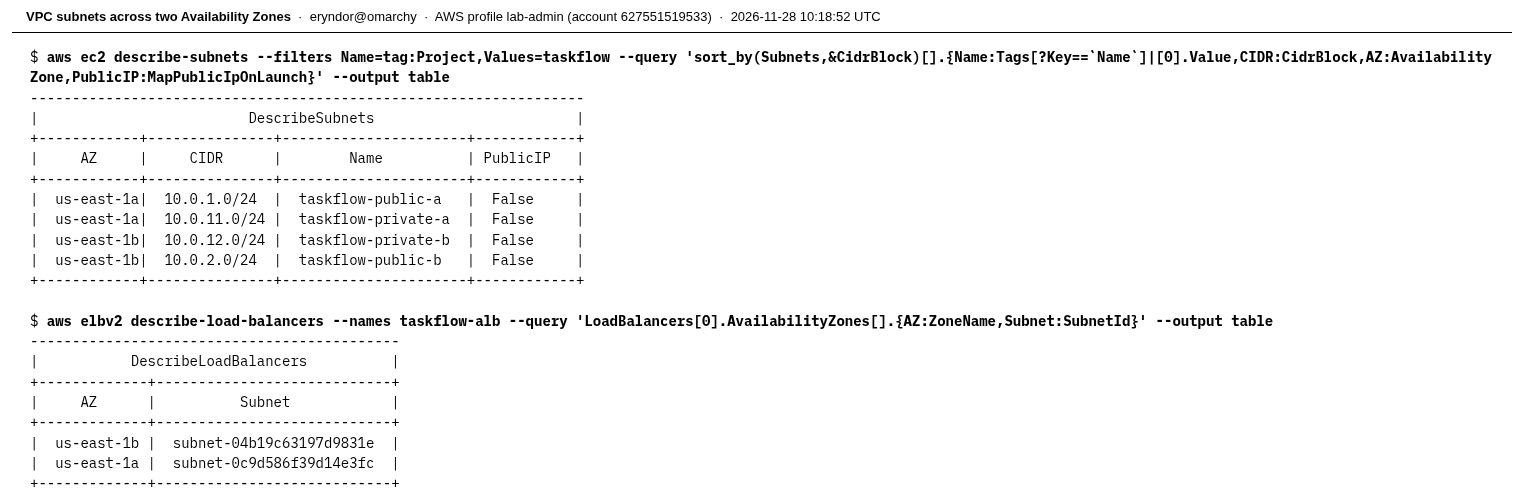 VPC subnets across two Availability Zones · eryndor@omarchy · AWS profile lab-admin (account 627551519533) · 2026-11-28 10:18:52 UTC
$ aws ec2 describe-subnets --filters Name=tag:Project,Values=taskflow --query 'sort_by(Subnets,&CidrBlock)[].{Name:Tags[?Key==`Name`]|[0].Value,CIDR:CidrBlock,AZ:Availability
Zone,PublicIP:MapPublicIpOnLaunch}' --output table
------------------------------------------------------------------
|                         DescribeSubnets                        |
+------------+---------------+----------------------+------------+
|     AZ     |     CIDR      |        Name          | PublicIP   |
+------------+---------------+----------------------+------------+
|  us-east-1a|  10.0.1.0/24  |  taskflow-public-a   |  False     |
|  us-east-1a|  10.0.11.0/24 |  taskflow-private-a  |  False     |
|  us-east-1b|  10.0.12.0/24 |  taskflow-private-b  |  False     |
|  us-east-1b|  10.0.2.0/24  |  taskflow-public-b   |  False     |
+------------+---------------+----------------------+------------+
$ aws elbv2 describe-load-balancers --names taskflow-alb --query 'LoadBalancers[0].AvailabilityZones[].{AZ:ZoneName,Subnet:SubnetId}' --output table
--------------------------------------------
|           DescribeLoadBalancers          |
+-------------+----------------------------+
|     AZ      |          Subnet            |
+-------------+----------------------------+
|  us-east-1b |  subnet-04b19c63197d9831e  |
|  us-east-1a |  subnet-0c9d586f39d14e3fc  |
+-------------+----------------------------+